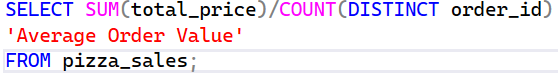 SELECT SUM(total_price)/COUNT(DISTINCT order_id)
'Average Order Value'
FROM pizza_sales;